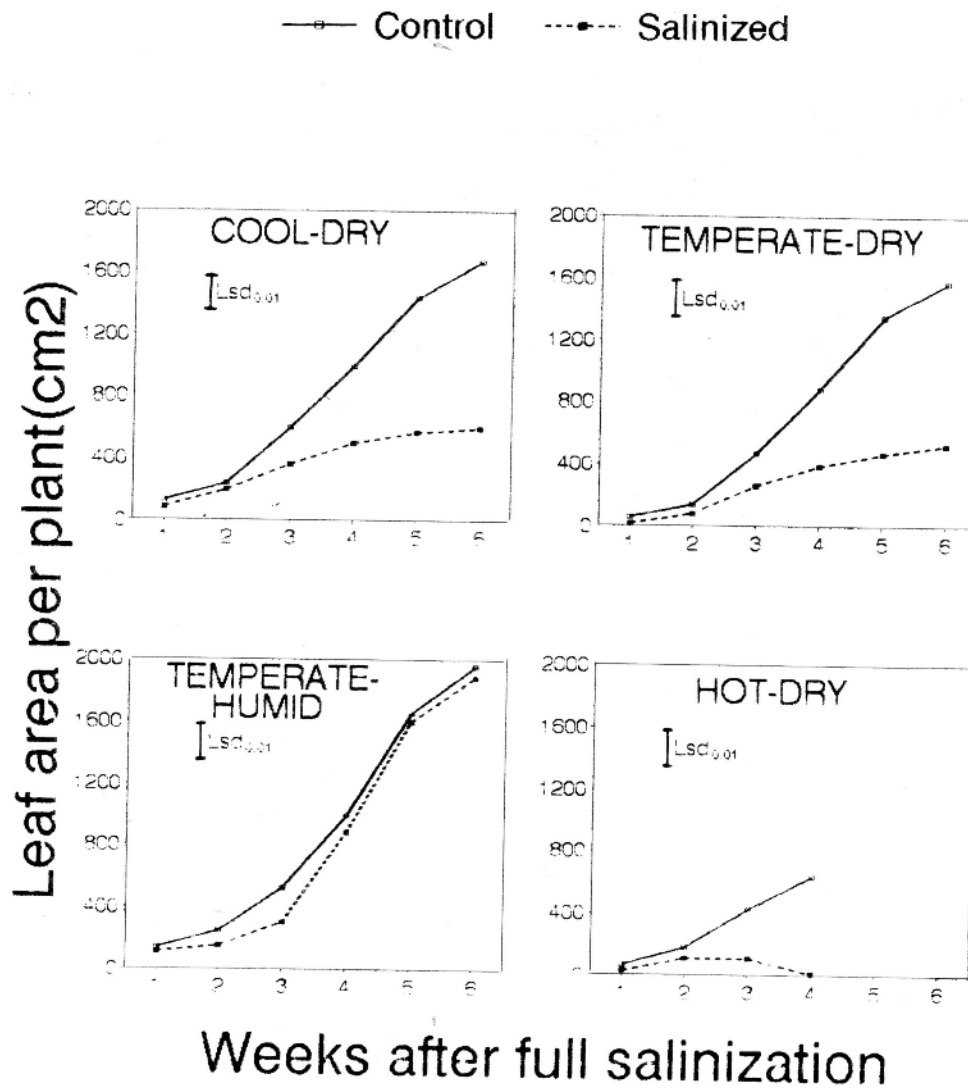 Control Salinized
2000
1600
1200
800
400
0
COOL-DRY
Lsd0.01
1 2 3 4 5 6
2000
1600
1200
800
400
0
TEMPERATE-DRY
Lsd0.01
1 2 3 4 5 6
Leaf area per plant(cm2)
2000
1600
1200
800
400
0
TEMPERATE-
HUMID
Lsd0.01
1 2 3 4 5 6
2000
1600
1200
800
400
0
HOT-DRY
Lsd0.01
1 2 3 4 5 6
Weeks after full salinization